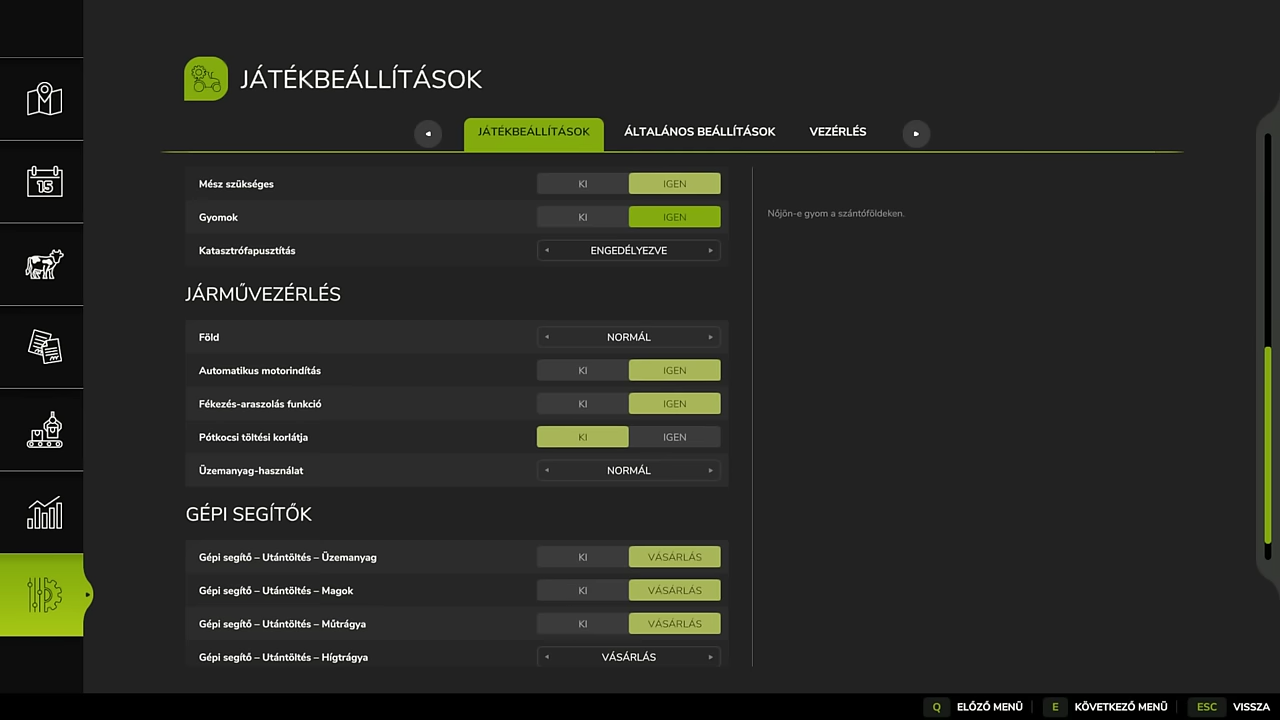 JÁTÉKBEÁLLÍTÁSOK
JÁTÉKBEÁLLÍTÁSOK ÁLTALÁNOS BEÁLLÍTÁSOK VEZÉRLÉS
15
Mész szükséges KI IGEN
Gyomok KI IGEN
Nőjön-e gyom a szántóföldeken.
Katasztrófapusztítás ENGEDÉLYEZVE
JÁRMŰVEZÉRLÉS
Föld NORMÁL
Automatikus motorindítás KI IGEN
Fékezés-araszolás funkció KI IGEN
Pótkocsi töltési korlátja KI IGEN
Üzemanyag-használat NORMÁL
GÉPI SEGÍTŐK
Gépi segítő – Utántöltés – Üzemanyag KI VÁSÁRLÁS
Gépi segítő – Utántöltés – Magok KI VÁSÁRLÁS
Gépi segítő – Utántöltés – Műtrágya KI VÁSÁRLÁS
Gépi segítő – Utántöltés – Hígtrágya VÁSÁRLÁS
Q ELŐZŐ MENÜ E KÖVETKEZŐ MENÜ ESC VISSZA